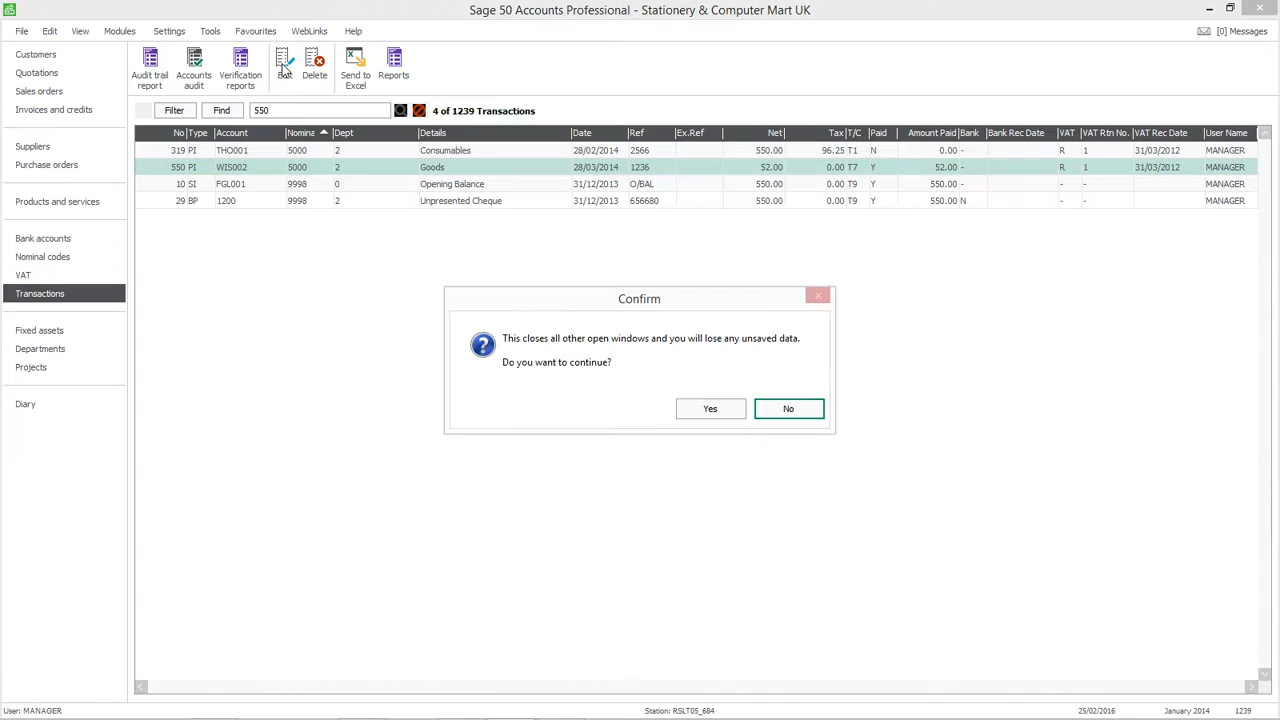 Sage 50 Accounts Professional - Stationery & Computer Mart UK
File Edit View Modules Settings Tools Favourites WebLinks Help [0] Messages
Customers
Quotations
Sales orders
Invoices and credits
Suppliers
Purchase orders
Products and services
Bank accounts
Nominal codes
VAT
Transactions
Fixed assets
Departments
Projects
Diary
Audit trail report
Accounts audit
Verification reports
Delete
Send to Excel
Reports
Filter Find 550 4 of 1239 Transactions
No Type Account Nomina Dept Details Date Ref Ex.Ref Net Tax T/C Paid Amount Paid Bank Bank Rec Date VAT VAT Rtn No. VAT Rec Date User Name
319 PI THO001 5000 2 Consumables 28/02/2014 2566 550.00 96.25 T1 N 0.00 - R 1 31/03/2012 MANAGER
550 PI WIS002 5000 2 Goods 28/03/2014 1236 52.00 0.00 T7 Y 52.00 - R 1 31/03/2012 MANAGER
10 SI FGL001 9998 0 Opening Balance 31/12/2013 O/BAL 550.00 0.00 T9 Y 550.00 - - - MANAGER
29 BP 1200 9998 2 Unpresented Cheque 31/12/2013 656680 550.00 0.00 T9 Y 550.00 N - - MANAGER
Confirm
This closes all other open windows and you will lose any unsaved data.
Do you want to continue?
Yes No
User: MANAGER Station: RSLT05_684 25/02/2016 January 2014 1239